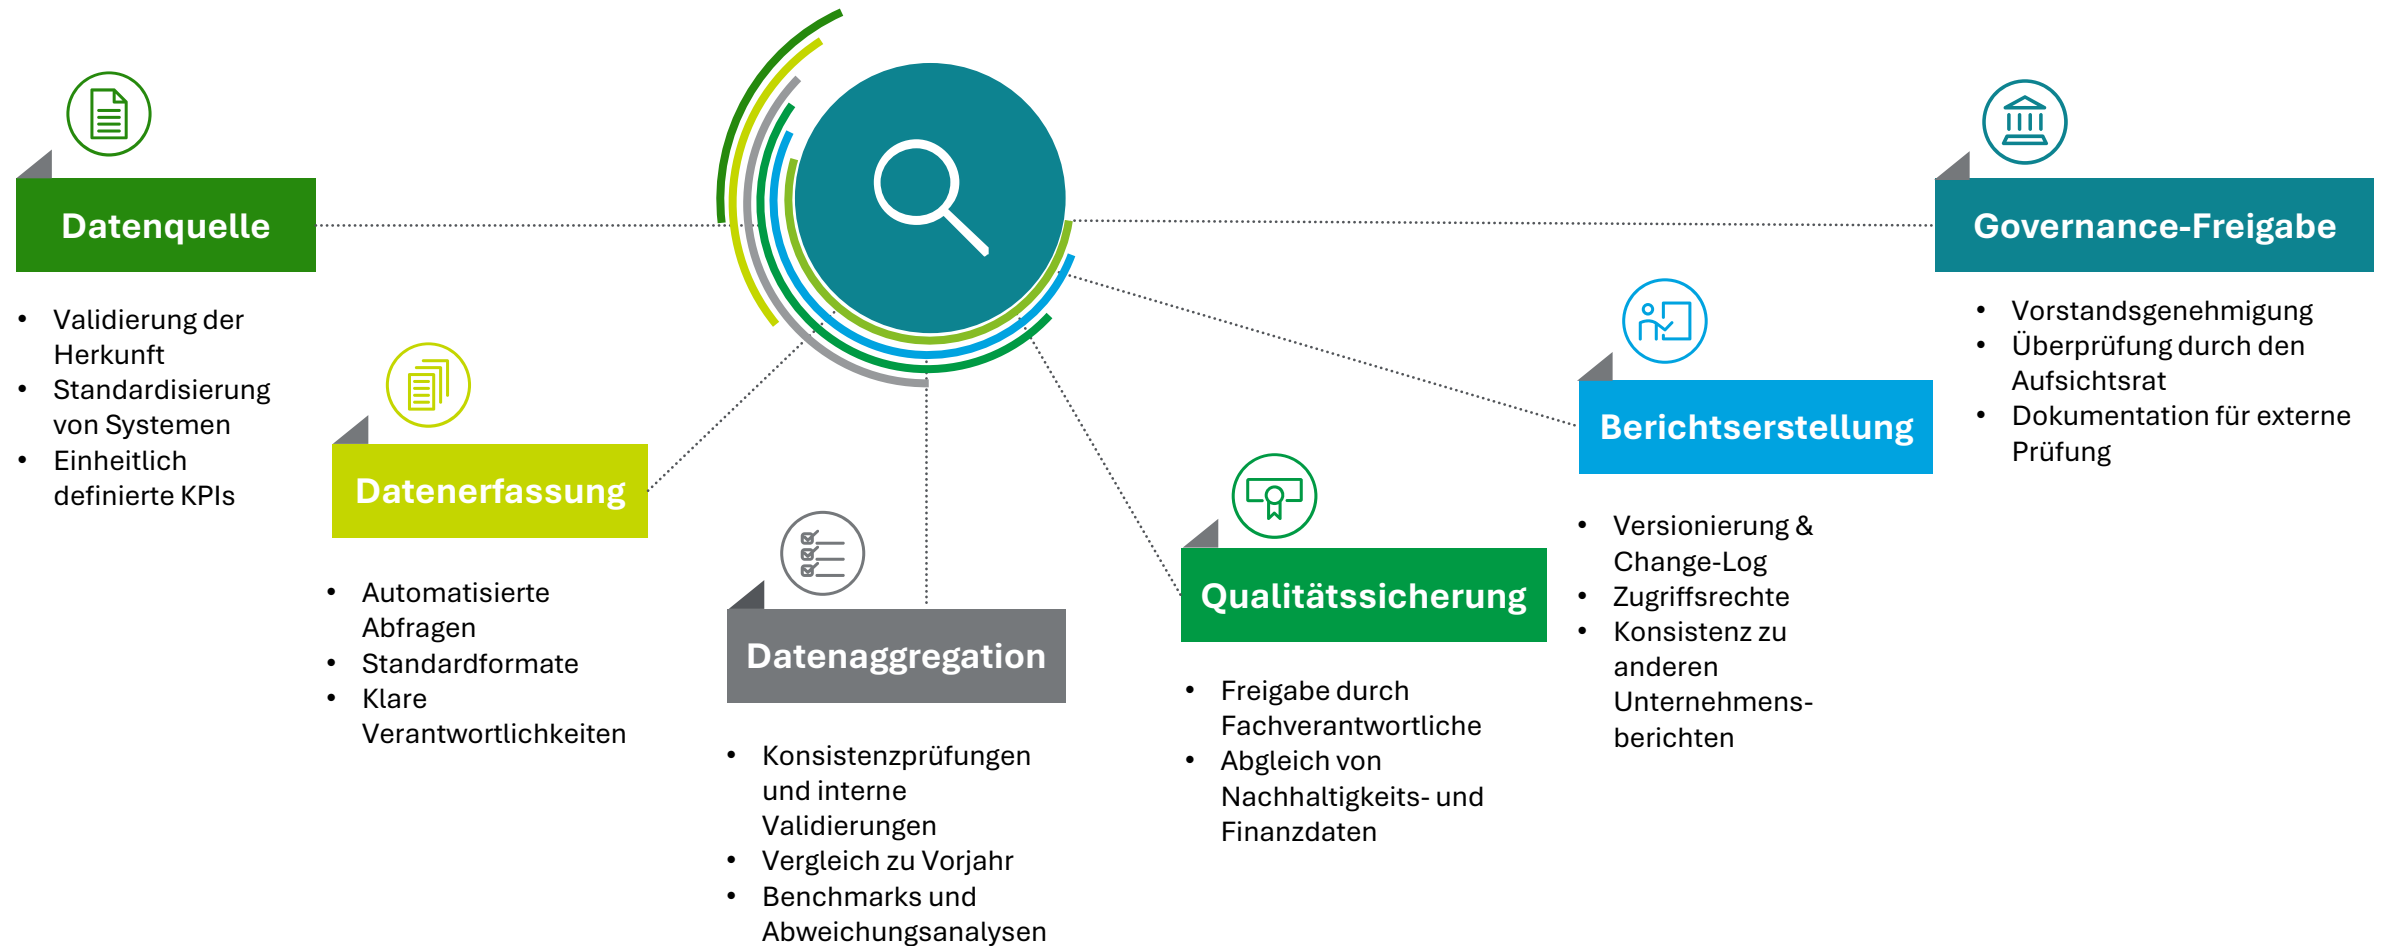 Datenquelle
• Validierung der
Herkunft
• Standardisierung
von Systemen
• Einheitlich
definierte KPIs
Datenerfassung
• Automatisierte
Abfragen
• Standardformate
• Klare
Verantwortlichkeiten
Datenaggregation
• Konsistenzprüfungen
und interne
Validierungen
• Vergleich zu Vorjahr
• Benchmarks und
Abweichungsanalysen
Qualitätssicherung
• Freigabe durch
Fachverantwortliche
• Abgleich von
Nachhaltigkeits- und
Finanzdaten
Berichtserstellung
• Versionierung &
Change-Log
• Zugriffsrechte
• Konsistenz zu
anderen
Unternehmens-
berichten
Governance-Freigabe
• Vorstandsgenehmigung
• Überprüfung durch den
Aufsichtsrat
• Dokumentation für externe
Prüfung